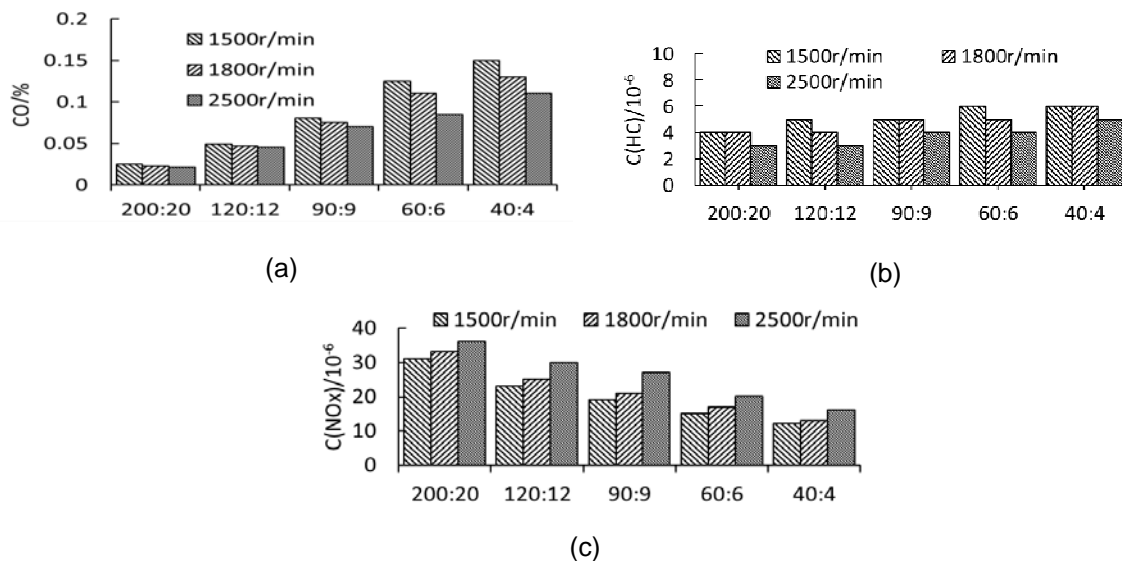 0.2
0.15
0.1
0.05
0
CO/%
1500r/min
1800r/min
2500r/min
200:20 120:12 90:9 60:6 40:4
(a)
10
8
6
4
2
0
C(HC)/10⁻⁶
1500r/min 1800r/min
2500r/min
200:20 120:12 90:9 60:6 40:4
(b)
40
30
20
10
0
C(NOx)/10⁻⁶
1500r/min 1800r/min 2500r/min
200:20 120:12 90:9 60:6 40:4
(c)